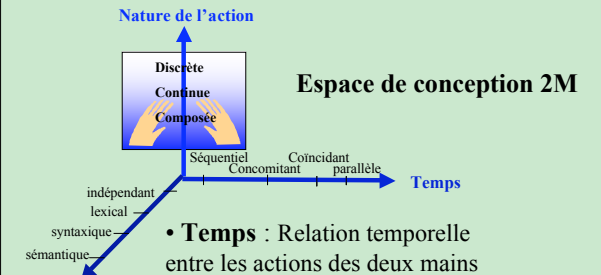 Nature de l'action
Discrète
Continue
Composée
Espace de conception 2M
Séquentiel
Concomitant
Coïncidant
parallèle
Temps
indépendant
lexical
syntaxique
sémantique
• Temps : Relation temporelle
entre les actions des deux mains